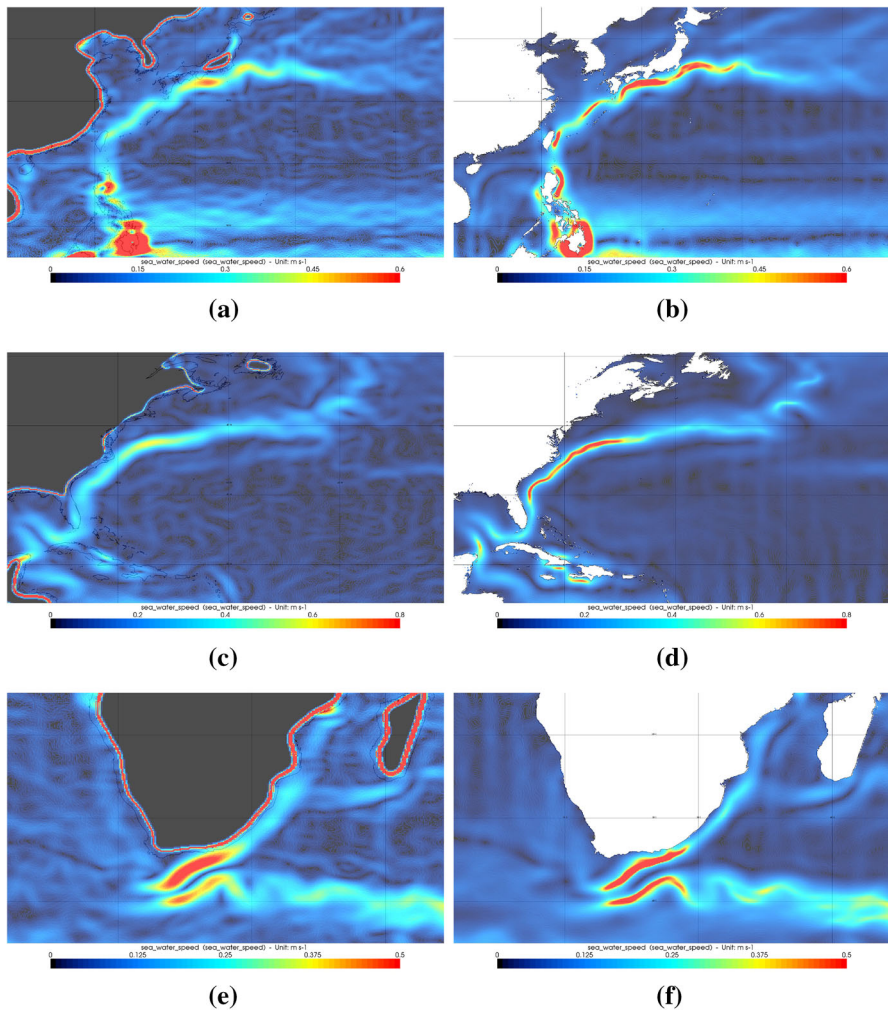 0 0.15 0.3 0.45 0.6
sea_water_speed (sea_water_speed) - Unit: m s-1
(a)
0 0.15 0.3 0.45 0.6
sea_water_speed (sea_water_speed) - Unit: m s-1
(b)
0 0.2 0.4 0.6 0.8
sea_water_speed (sea_water_speed) - Unit: m s-1
(c)
0 0.2 0.4 0.6 0.8
sea_water_speed (sea_water_speed) - Unit: m s-1
(d)
0 0.125 0.25 0.375 0.5
sea_water_speed (sea_water_speed) - Unit: m s-1
(e)
0 0.125 0.25 0.375 0.5
sea_water_speed (sea_water_speed) - Unit: m s-1
(f)